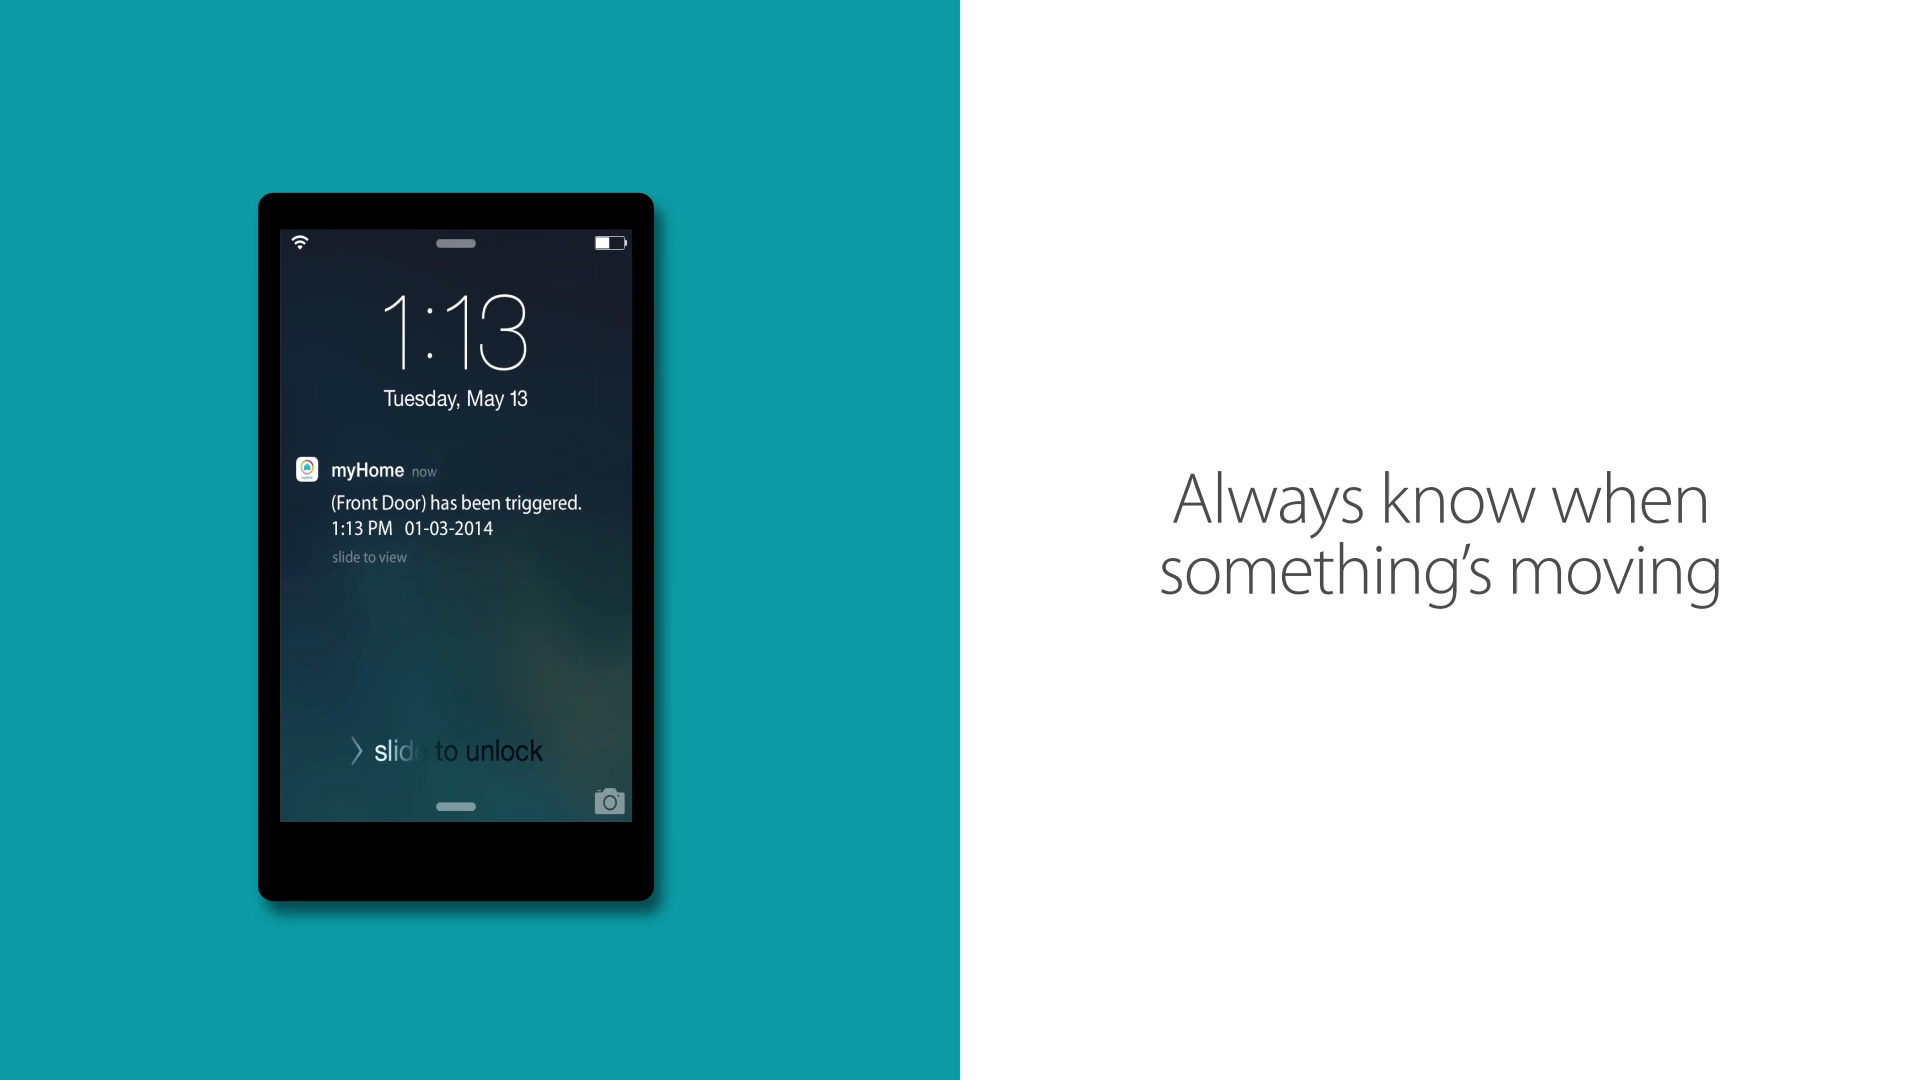 1:13
Tuesday, May 13
myHome now
(Front Door) has been triggered.
1:13 PM 01-03-2014
slide to view
slide to unlock
Always know when
something’s moving